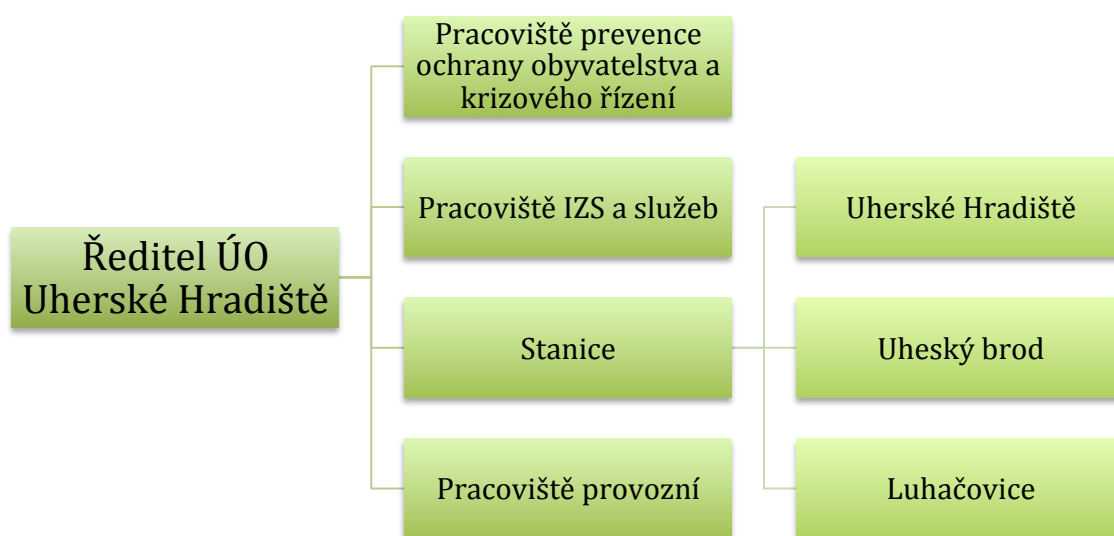 Pracoviště prevence
ochrany obyvatelstva a
krizového řízení
Pracoviště IZS a služeb
Uherské Hradiště
Ředitel ÚO
Uherské Hradiště
Stanice
Uheský brod
Pracoviště provozní
Luhačovice